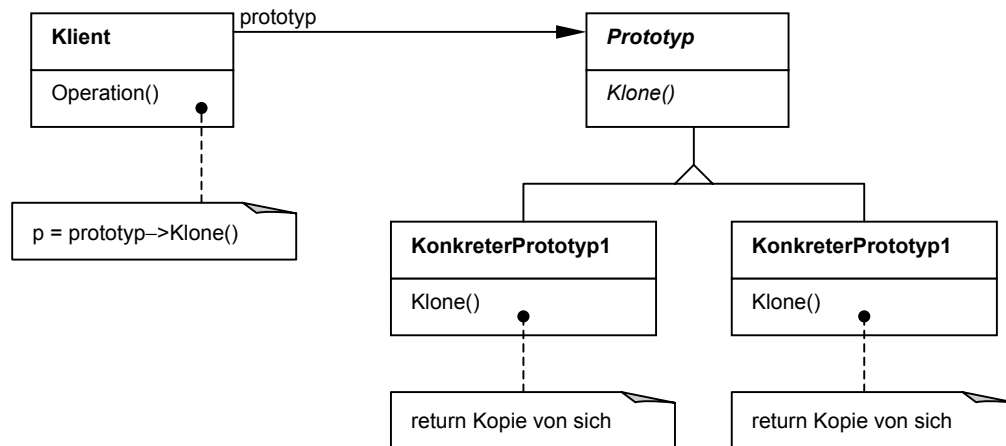 prototyp
Klient
Operation()
p = prototyp–>Klone()
Prototyp
Klone()
KonkreterPrototyp1
Klone()
return Kopie von sich
KonkreterPrototyp1
Klone()
return Kopie von sich